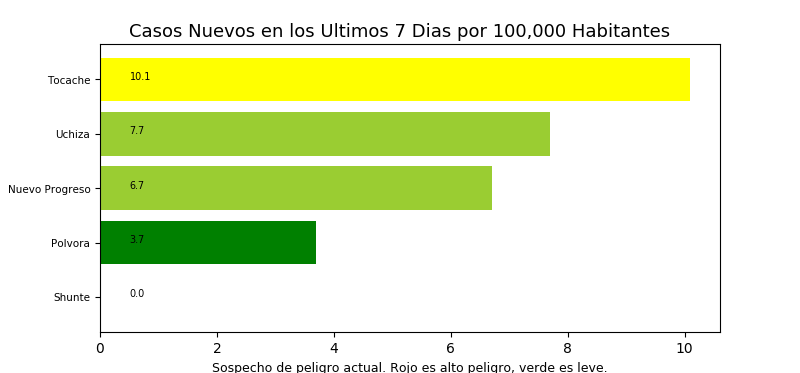 Casos Nuevos en los Ultimos 7 Dias por 100,000 Habitantes
Tocache 10.1
Uchiza 7.7
Nuevo Progreso 6.7
Polvora 3.7
Shunte 0.0
0 2 4 6 8 10
Sospecho de peligro actual. Rojo es alto peligro, verde es leve.